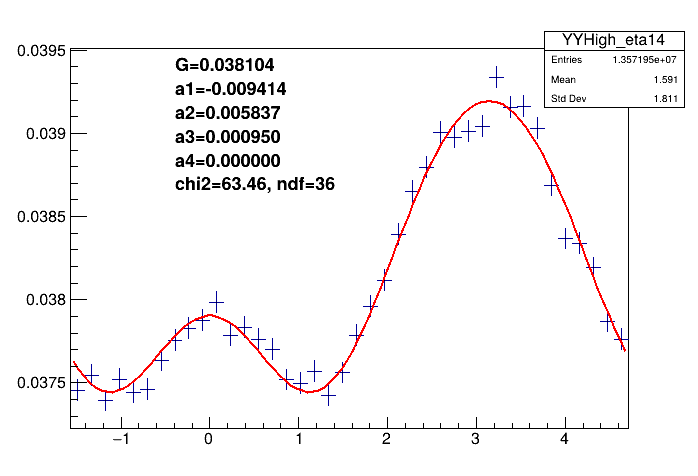 YYHigh_eta14
Entries 1.357195e+07
Mean 1.591
Std Dev 1.811
G=0.038104
a1=-0.009414
a2=0.005837
a3=0.000950
a4=0.000000
chi2=63.46, ndf=36
0.0395
0.039
0.0385
0.038
0.0375
−1 0 1 2 3 4